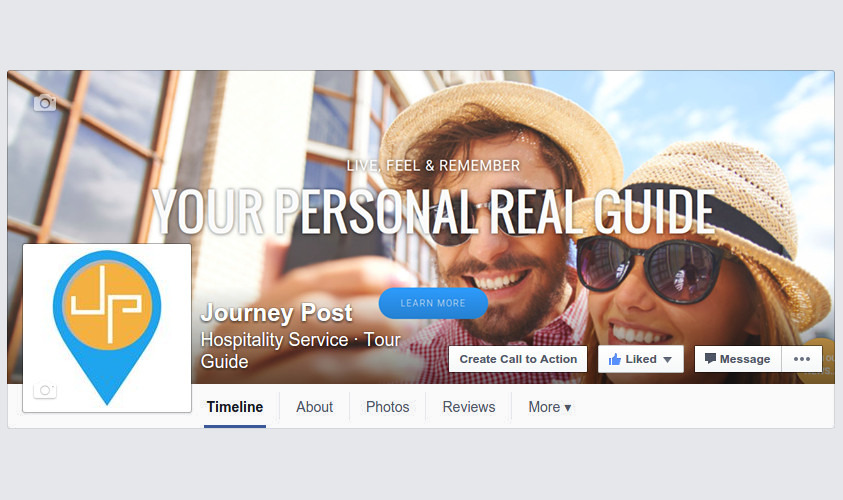 LIVE, FEEL & REMEMBER
YOUR PERSONAL REAL GUIDE
LEARN MORE
JP
Journey Post
Hospitality Service · Tour
Guide
Create Call to Action
Liked
Message
Timeline
About
Photos
Reviews
More ▾